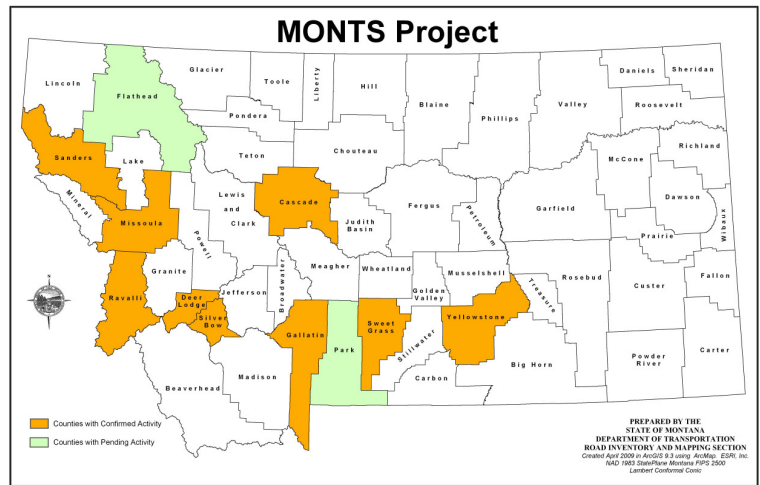 MONTS Project
Lincoln
Flathead
Glacier
Toole
Liberty
Hill
Blaine
Phillips
Valley
Daniels
Sheridan
Roosevelt
Pondera
Teton
Chouteau
Sanders
Lake
Mineral
Missoula
Powell
Lewis
and
Clark
Cascade
Judith
Basin
Fergus
Petroleum
Garfield
McCone
Richland
Dawson
Wibaux
Prairie
Ravalli
Granite
Deer
Lodge
Silver
Bow
Jefferson
Broadwater
Meagher
Wheatland
Golden
Valley
Musselshell
Treasure
Rosebud
Custer
Fallon
Beaverhead
Madison
Gallatin
Park
Sweet
Grass
Stillwater
Yellowstone
Carbon
Big Horn
Powder
River
Carter
Counties with Confirmed Activity
Counties with Pending Activity
PREPARED BY THE
STATE OF MONTANA
DEPARTMENT OF TRANSPORTATION
ROAD INVENTORY AND MAPPING SECTION
Created April 2009 in ArcGIS 9.3 using ArcMap. ESRI, Inc.
NAD 1983 StatePlane Montana FIPS 2500
Lambert Conformal Conic